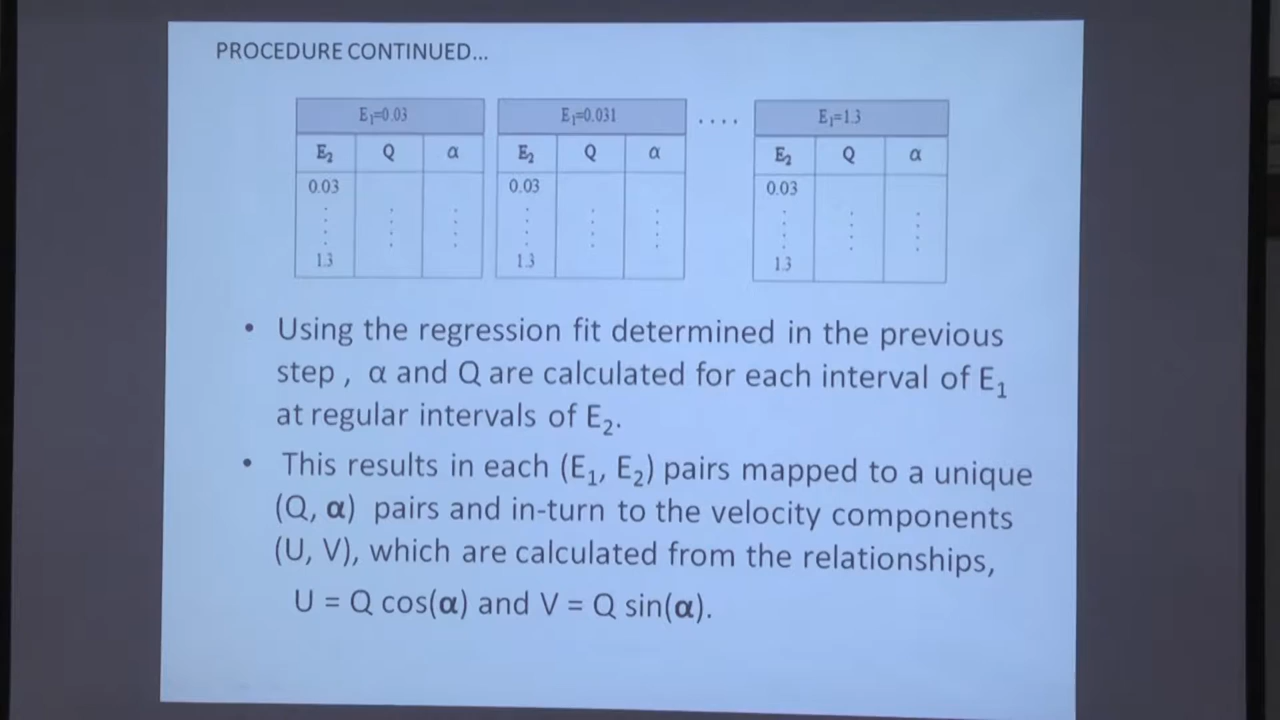 PROCEDURE CONTINUED...
E₁=0.03 E₁=0.031 .... E₁=1.3
E₂ Q α E₂ Q α E₂ Q α
0.03 0.03 0.03
1.3 1.3 1.3
• Using the regression fit determined in the previous
step , α and Q are calculated for each interval of E₁
at regular intervals of E₂.
• This results in each (E₁, E₂) pairs mapped to a unique
(Q, α) pairs and in-turn to the velocity components
(U, V), which are calculated from the relationships,
U = Q cos(α) and V = Q sin(α).